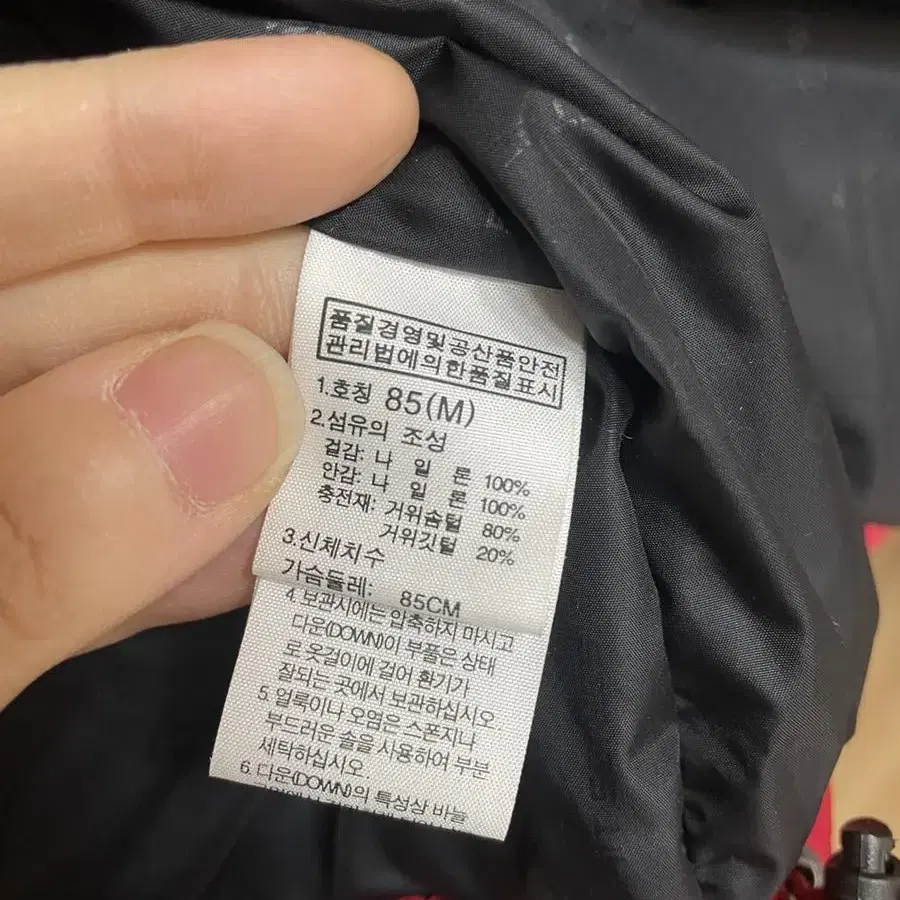 품질경영및공산품안전
관리법에의한품질표시
1.호칭 85(M)
2.섬유의 조성
겉감: 나 일 론 100%
안감: 나 일 론 100%
충전재: 거위솜털 80%
거위깃털 20%
3.신체치수
가슴둘레: 85CM
4.보관시에는 압축하지 마시고
다운(DOWN)이 부풀은 상태
로 옷걸이에 걸어 환기가
잘되는 곳에서 보관하십시오
5.얼룩이나 오염은 스폰지나
부드러운 솔을 사용하여 부분
세탁하십시오.
6.다운(DOWN)의 특성상 바늘